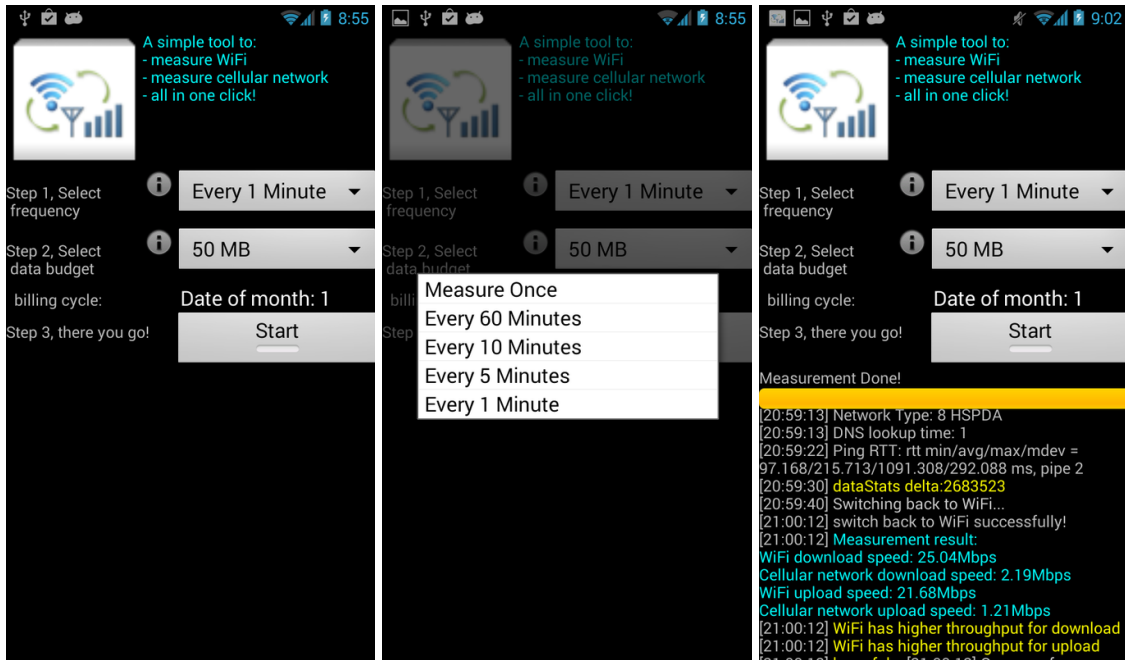 8:55
A simple tool to:
- measure WiFi
- measure cellular network
- all in one click!
Step 1, Select
frequency
Every 1 Minute
Step 2, Select
data budget
50 MB
billing cycle:
Date of month: 1
Step 3, there you go!
Start
8:55
A simple tool to:
- measure WiFi
- measure cellular network
- all in one click!
Step 1, Select
frequency
Every 1 Minute
Step 2, Select
data budget
50 MB
billi
Step
Measure Once
Every 60 Minutes
Every 10 Minutes
Every 5 Minutes
Every 1 Minute
9:02
A simple tool to:
- measure WiFi
- measure cellular network
- all in one click!
Step 1, Select
frequency
Every 1 Minute
Step 2, Select
data budget
50 MB
billing cycle:
Date of month: 1
Step 3, there you go!
Start
Measurement Done!
[20:59:13] Network Type: 8 HSPDA
[20:59:13] DNS lookup time: 1
[20:59:22] Ping RTT: rtt min/avg/max/mdev =
97.168/215.713/1091.308/292.088 ms, pipe 2
[20:59:30] dataStats delta:2683523
[20:59:40] Switching back to WiFi...
[21:00:12] switch back to WiFi successfully!
[21:00:12] Measurement result:
WiFi download speed: 25.04Mbps
Cellular network download speed: 2.19Mbps
WiFi upload speed: 21.68Mbps
Cellular network upload speed: 1.21Mbps
[21:00:12] WiFi has higher throughput for download
[21:00:12] WiFi has higher throughput for upload